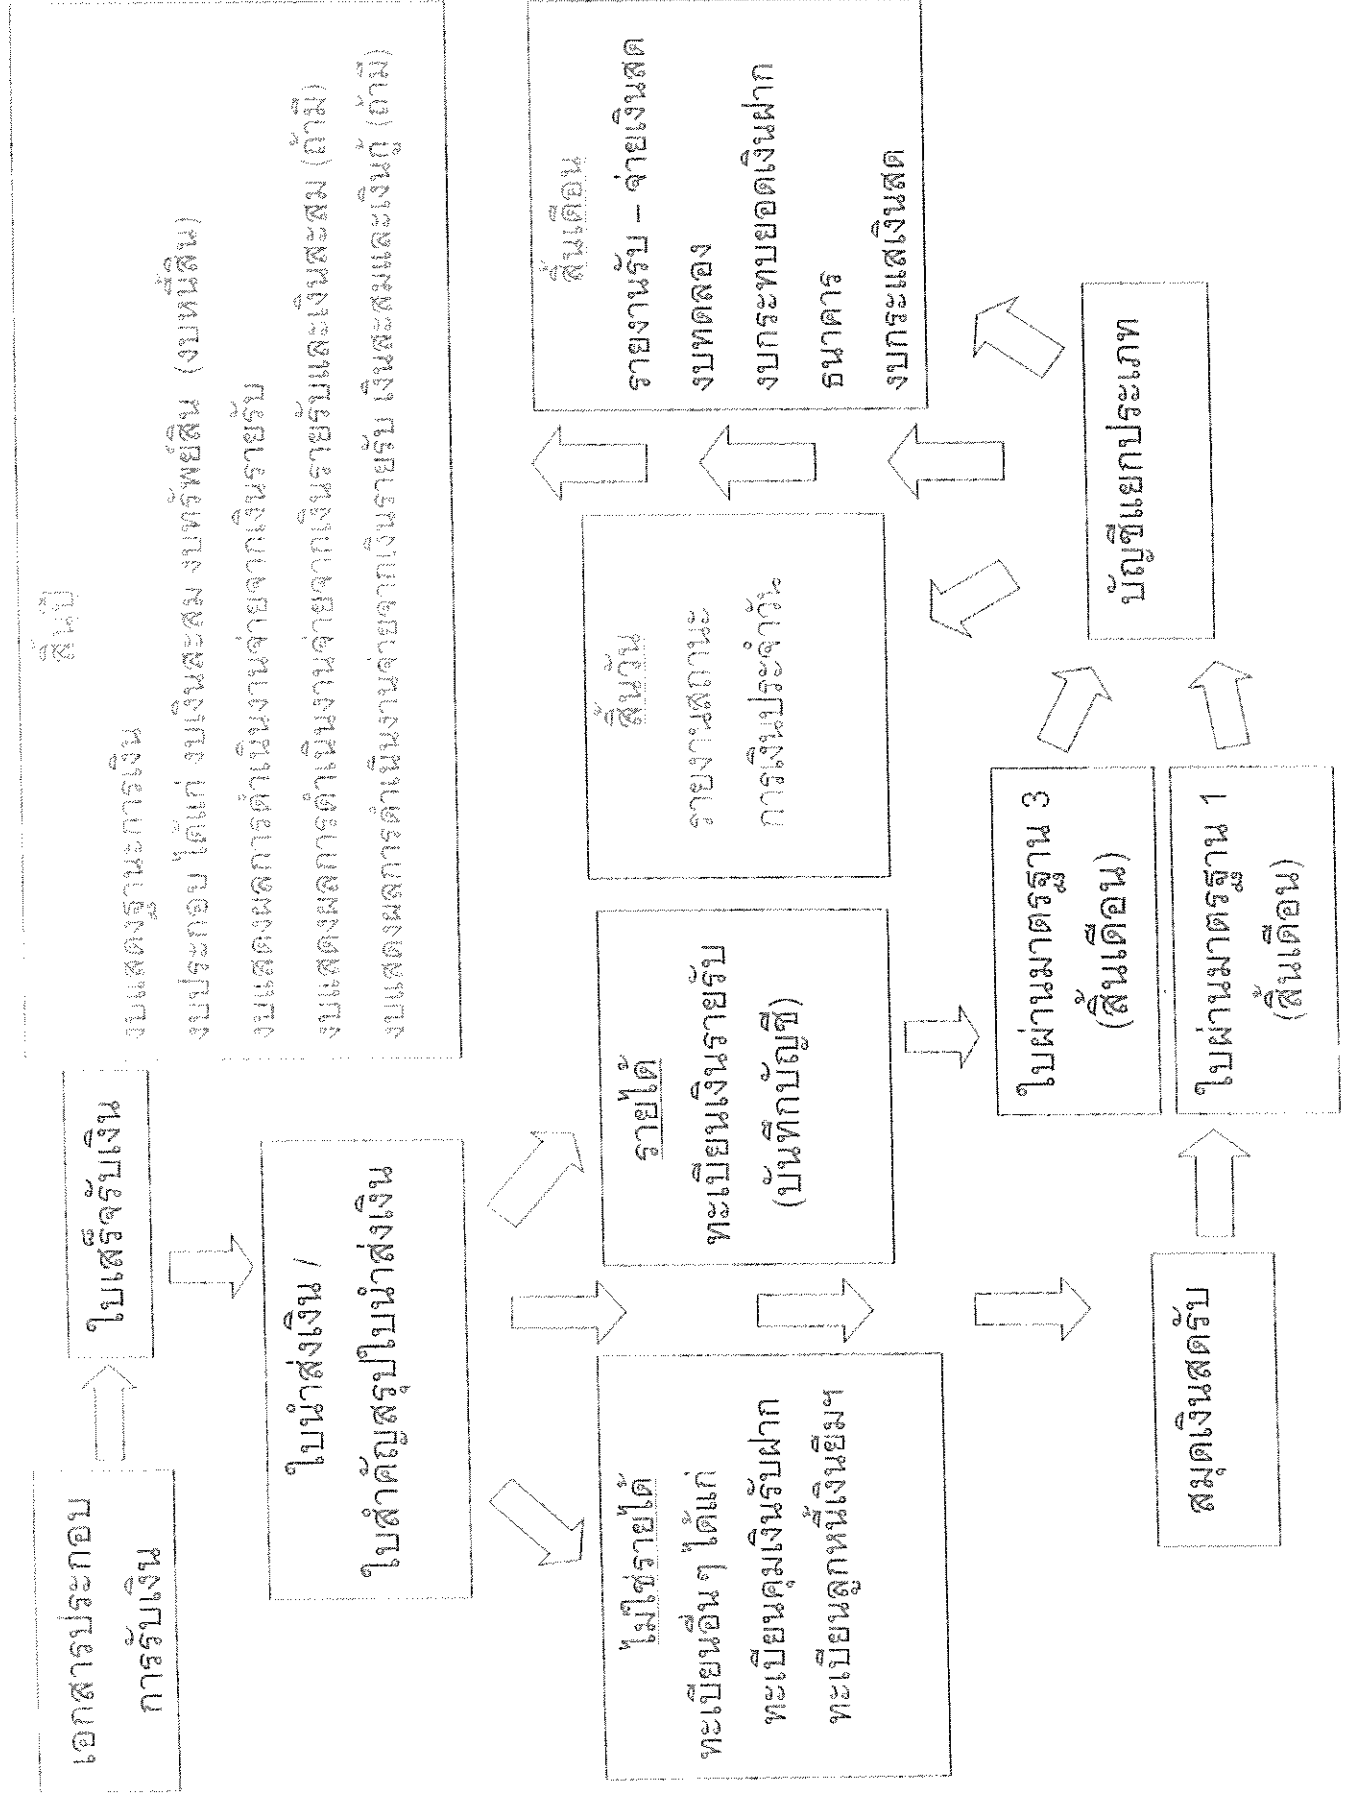 เอกสารประกอบ
การรับเงิน
ใบเสร็จรับเงิน
ใบนำส่งเงิน /
ใบสำคัญสรุปใบนำส่งเงิน
ไม่ใช่รายได้
ทะเบียนอื่น ๆ ได้แก่
ทะเบียนคุมเงินรับฝาก
ทะเบียนลูกหนี้เงินยืมฯ
รายได้
ทะเบียนเงินรายรับ
(บันทึกบัญชี)
สมุดเงินสดรับ
ใบผ่านมาตรฐาน 3
(สิ้นเดือน)
ใบผ่านมาตรฐาน 1
(สิ้นเดือน)
บัญชีแยกประเภท
สิ้นวัน
รายงานสถานะ
การเงินประจำวัน
สิ้นเดือน
รายงานรับ – จ่ายเงินสด
งบทดลอง
งบกระทบยอดเงินฝาก
ธนาคาร
งบกระแสเงินสด
สิ้นปี
งบแสดงฐานะการเงิน
งบประกอบ ได้แก่ งบเงินสะสม งบทรัพย์สิน (งบหนี้สิน)
งบแสดงผลการดำเนินงานจ่ายจากเงินรายรับ
งบแสดงผลการดำเนินงานจ่ายจากเงินรายรับและเงินสะสม (ถ้ามี)
งบแสดงผลการดำเนินงานจ่ายจากเงินรายรับ เงินสะสมและเงินกู้ (ถ้ามี)